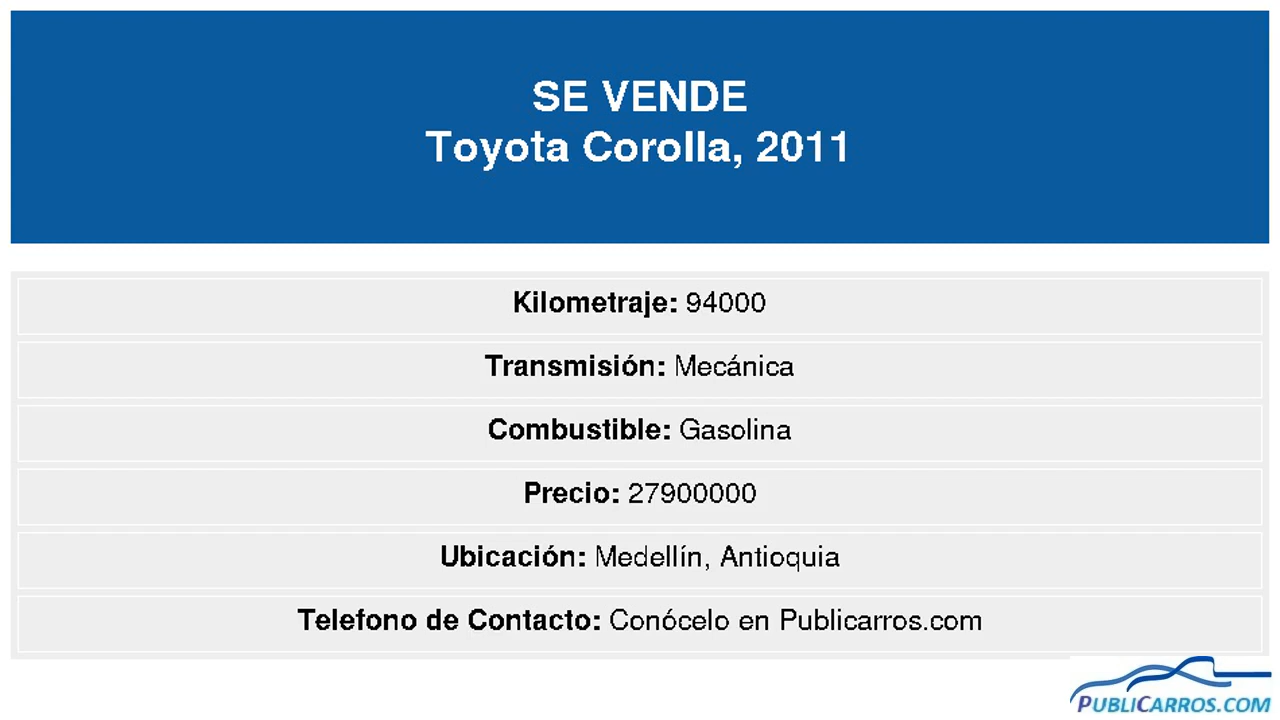 SE VENDE
Toyota Corolla, 2011
Kilometraje: 94000
Transmisión: Mecánica
Combustible: Gasolina
Precio: 27900000
Ubicación: Medellín, Antioquia
Telefono de Contacto: Conócelo en Publicarros.com
PUBLICARROS.COM